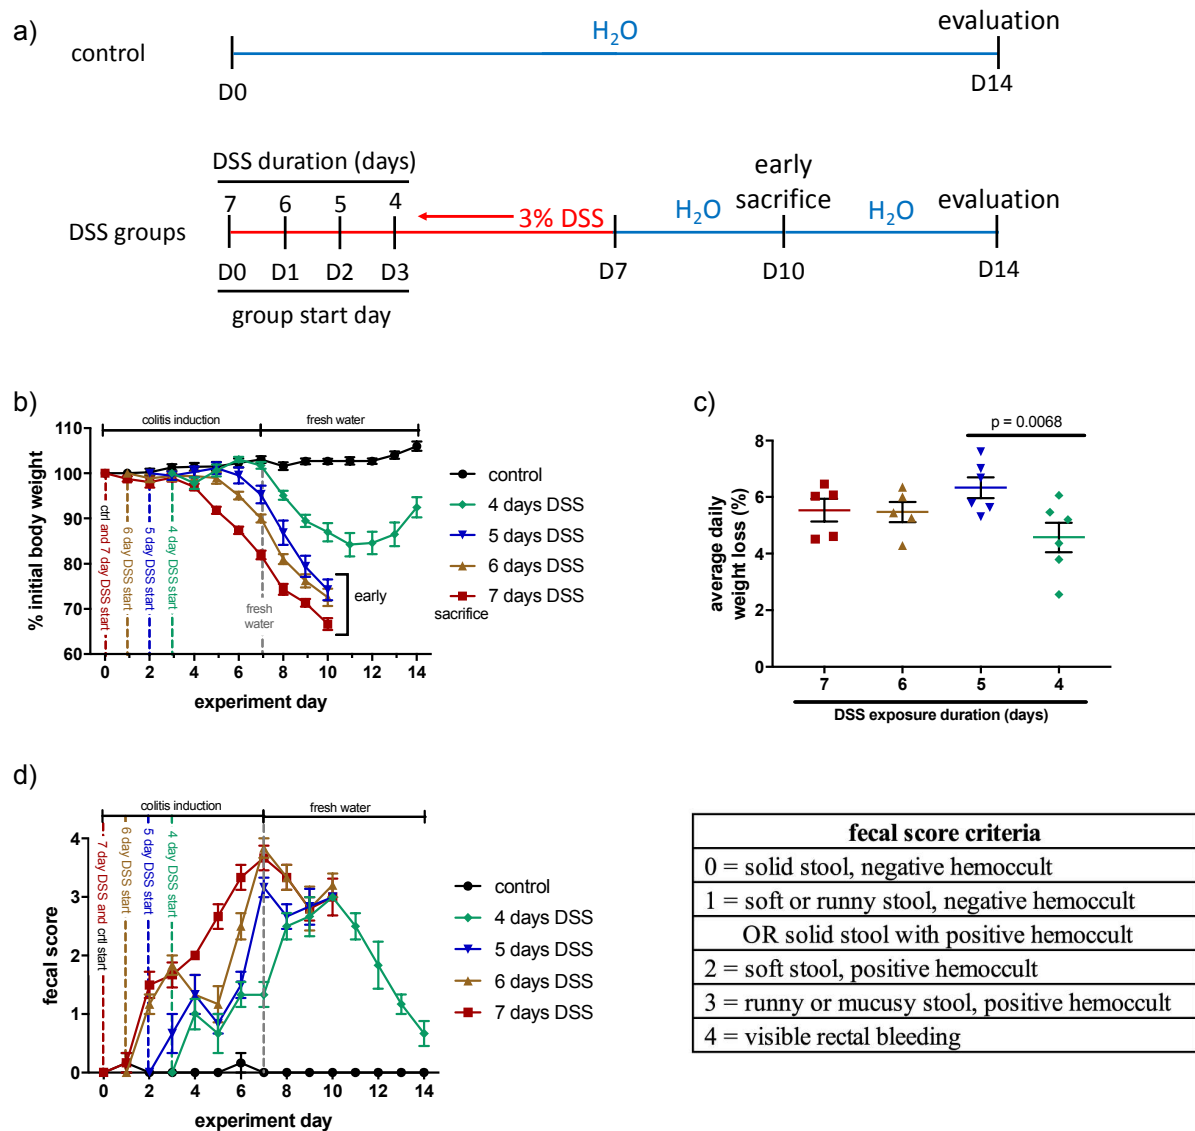 a)
control
H₂O
evaluation
D0
D14
DSS duration (days)
7 6 5 4
DSS groups
3% DSS
H₂O
early
sacrifice
H₂O
evaluation
D0 D1 D2 D3
D7
D10
D14
group start day
b)
colitis induction
fresh water
110
100
90
80
70
60
% initial body weight
ctrl and 7 day DSS start
6 day DSS start
5 day DSS start
4 day DSS start
fresh
water
early
sacrifice
0 2 4 6 8 10 12 14
experiment day
control
4 days DSS
5 days DSS
6 days DSS
7 days DSS
c)
p = 0.0068
8
6
4
2
0
average daily
weight loss (%)
7 6 5 4
DSS exposure duration (days)
d)
colitis induction
fresh water
4
3
2
1
0
fecal score
7 day DSS and crtl start
6 day DSS start
5 day DSS start
4 day DSS start
0 2 4 6 8 10 12 14
experiment day
control
4 days DSS
5 days DSS
6 days DSS
7 days DSS
fecal score criteria
0 = solid stool, negative hemoccult
1 = soft or runny stool, negative hemoccult
OR solid stool with positive hemoccult
2 = soft stool, positive hemoccult
3 = runny or mucusy stool, positive hemoccult
4 = visible rectal bleeding